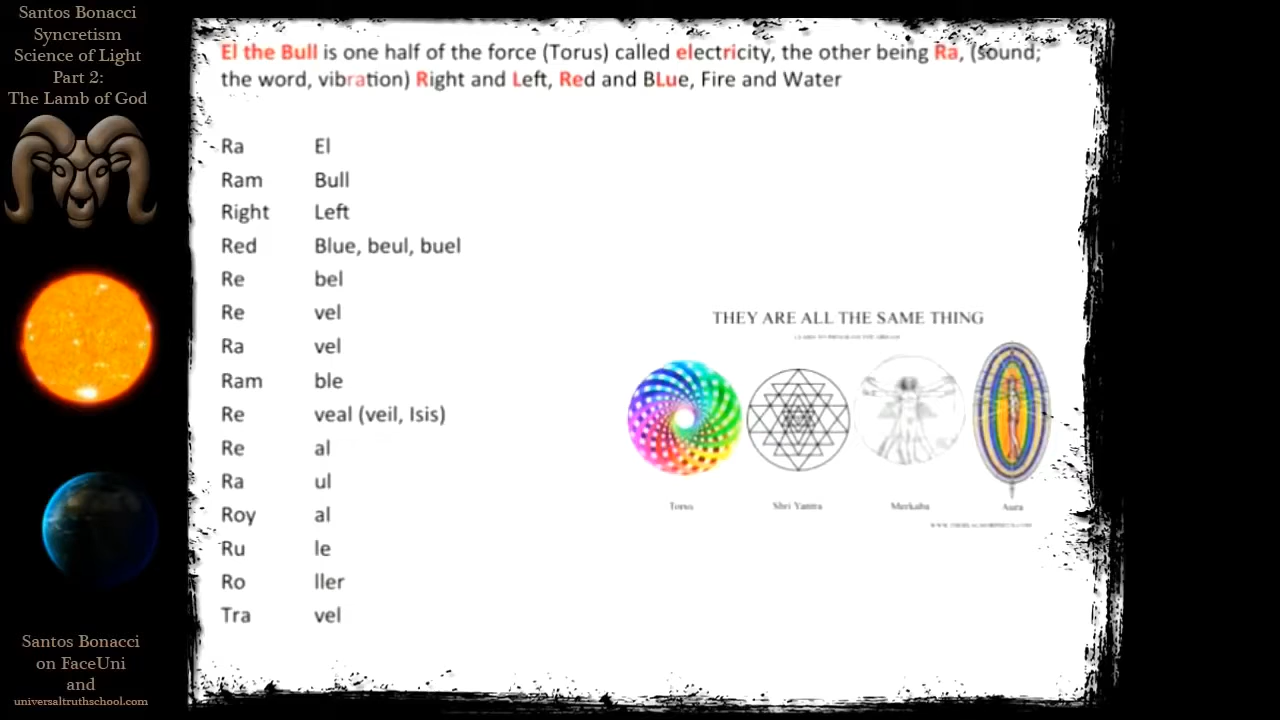 Santos Bonacci
Syncretism
Science of Light
Part 2:
The Lamb of God
El the Bull is one half of the force (Torus) called electricity, the other being Ra, (sound;
the word, vibration) Right and Left, Red and BLue, Fire and Water
Ra El
Ram Bull
Right Left
Red Blue, beul, buel
Re bel
Re vel
Ra vel
Ram ble
Re veal (veil, Isis)
Re al
Ra ul
Roy al
Ru le
Ro ller
Tra vel
THEY ARE ALL THE SAME THING
Torus Shri Yantra Merkaba Aura
Santos Bonacci
on FaceUni
and
universaltruthschool.com